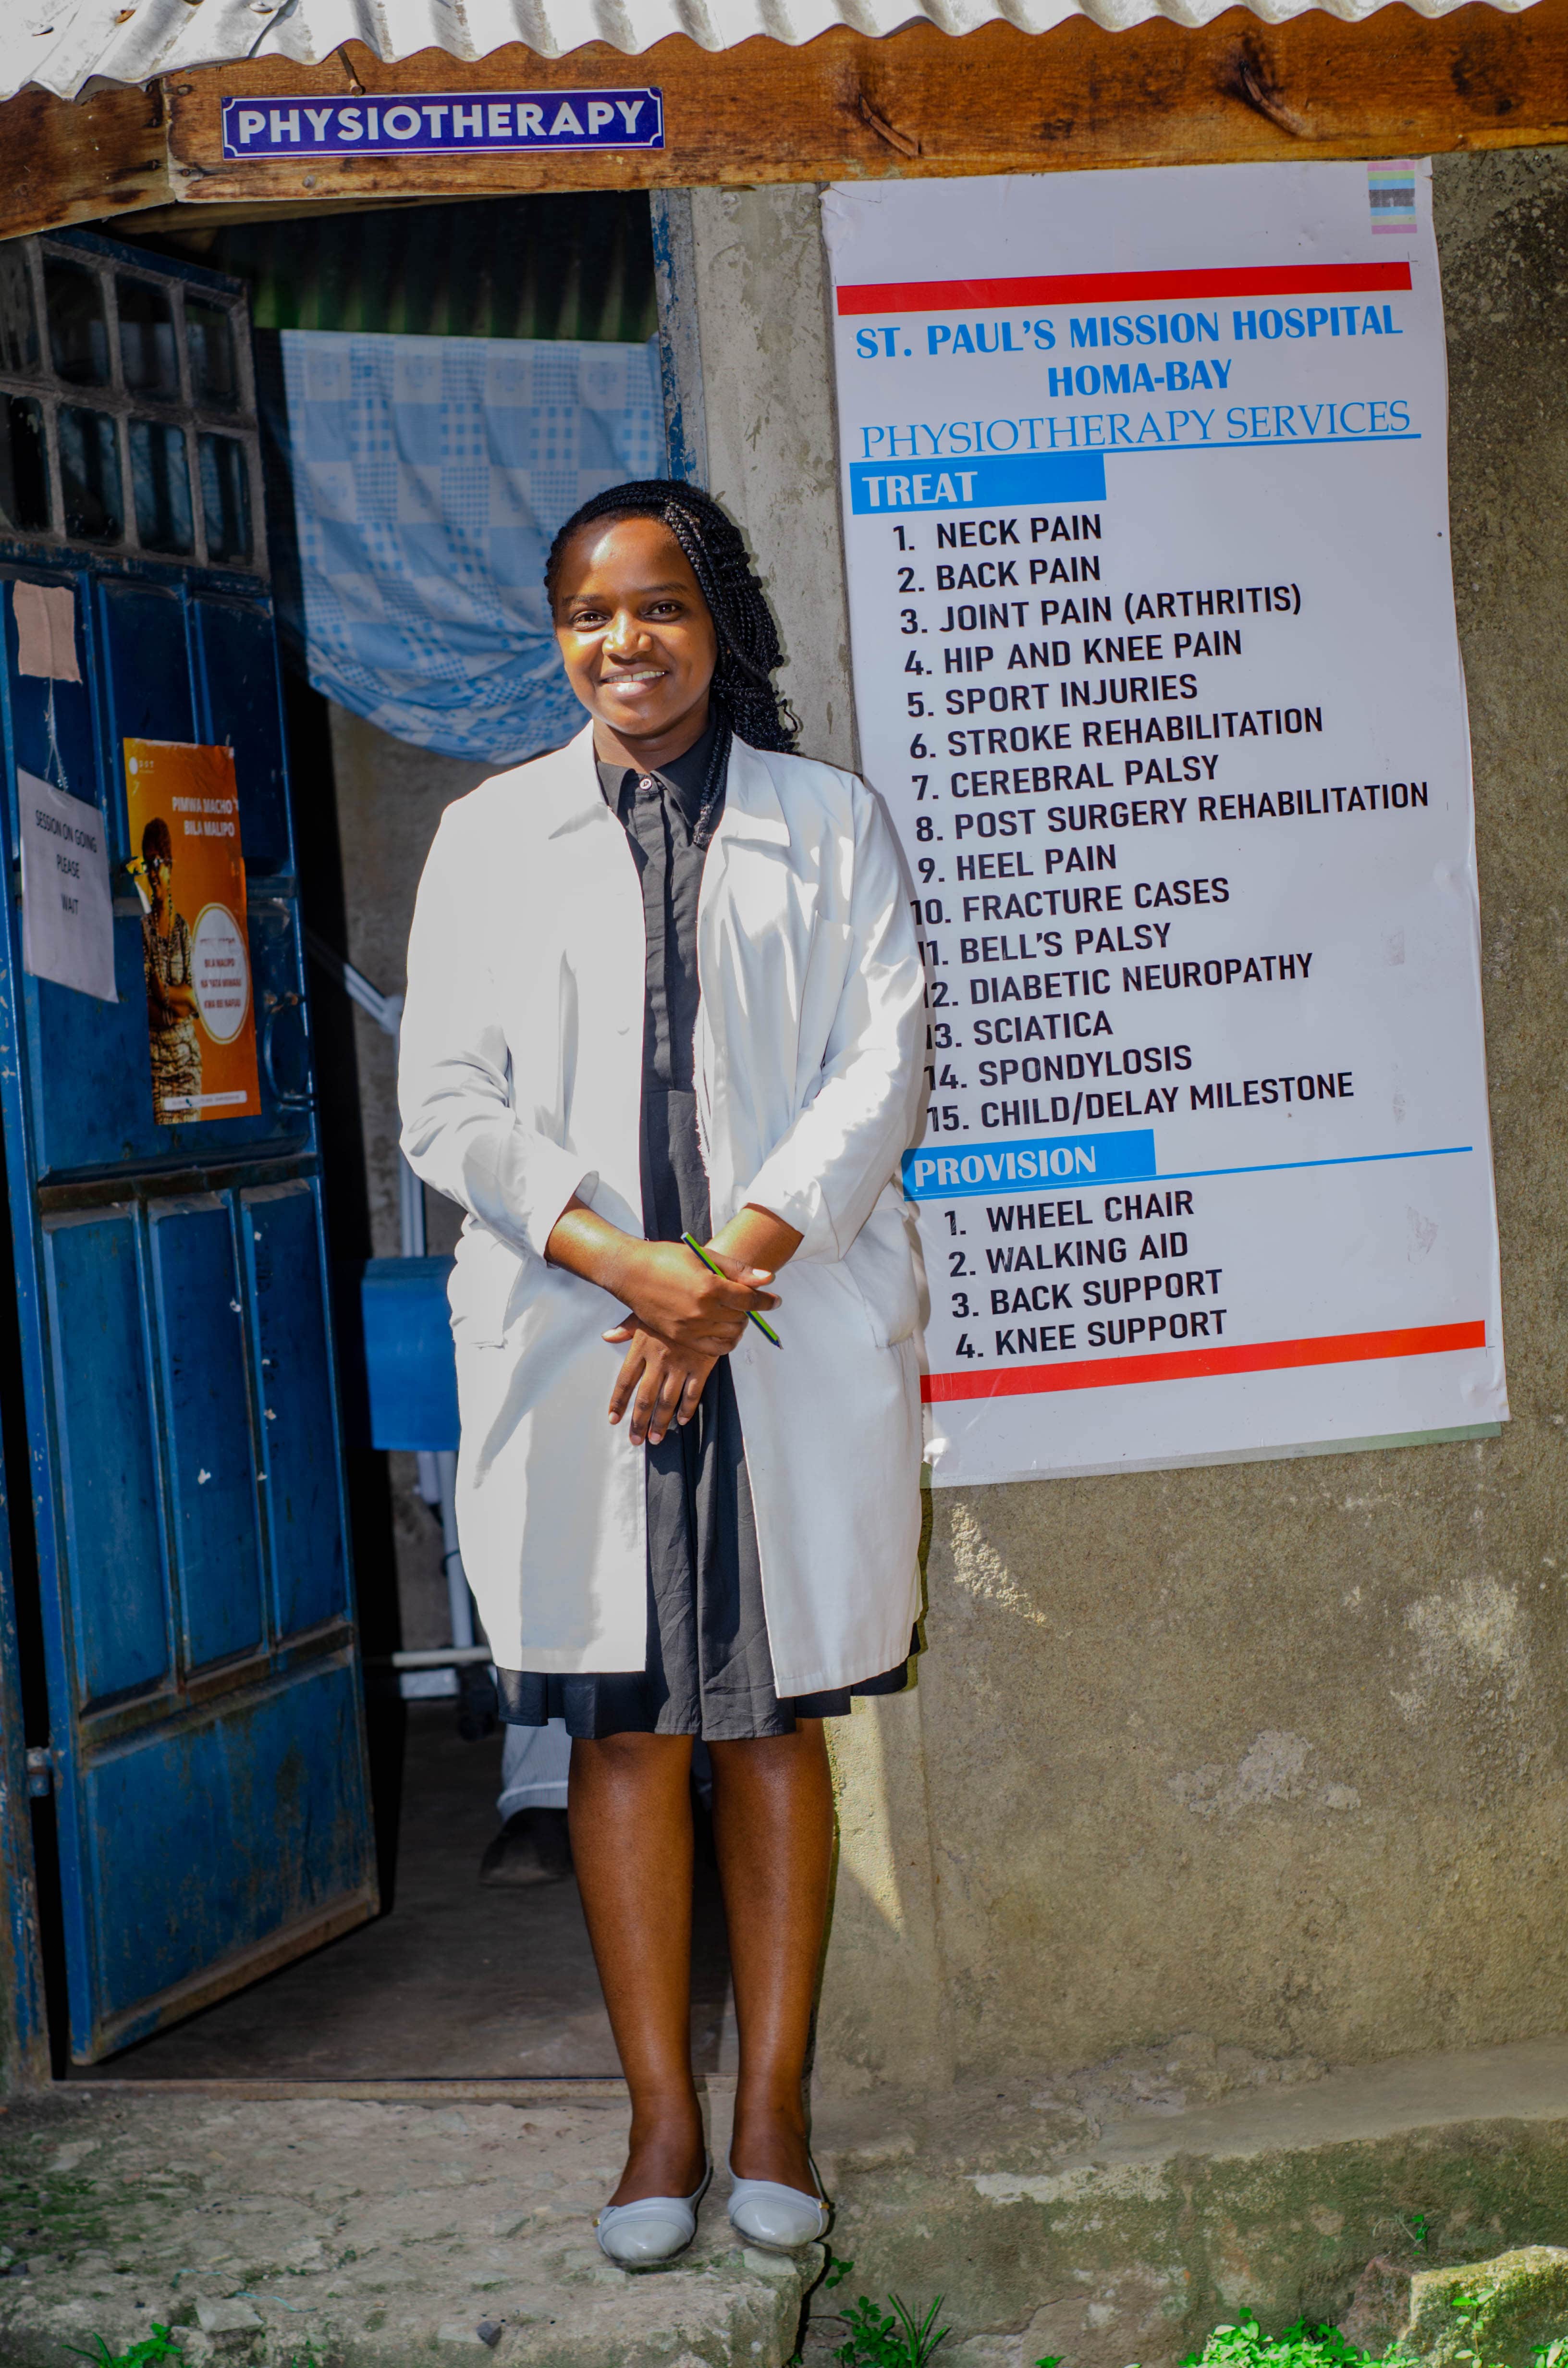 PHYSIOTHERAPY
ST. PAUL'S MISSION HOSPITAL
HOMA-BAY
PHYSIOTHERAPY SERVICES
TREAT
1. NECK PAIN
2. BACK PAIN
3. JOINT PAIN (ARTHRITIS)
4. HIP AND KNEE PAIN
5. SPORT INJURIES
6. STROKE REHABILITATION
7. CEREBRAL PALSY
8. POST SURGERY REHABILITATION
9. HEEL PAIN
10. FRACTURE CASES
11. BELL'S PALSY
12. DIABETIC NEUROPATHY
13. SCIATICA
14. SPONDYLOSIS
15. CHILD/DELAY MILESTONE
PROVISION
1. WHEEL CHAIR
2. WALKING AID
3. BACK SUPPORT
4. KNEE SUPPORT
SESSION ON GOING
PLEASE
WAIT
PIMWA MACHO
BILA MALIPO
BILA MALIPO